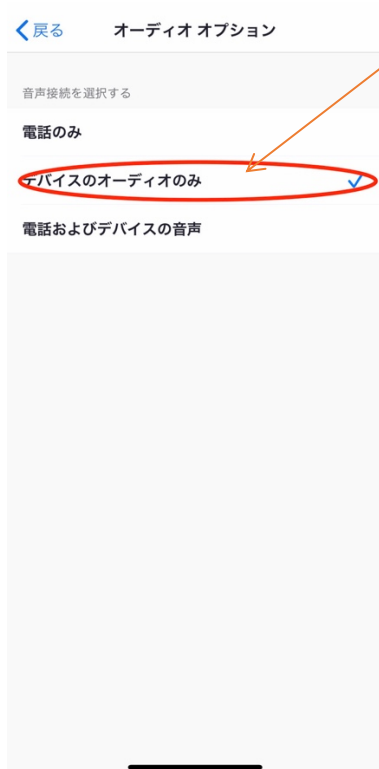 戻る オーディオ オプション
音声接続を選択する
電話のみ
デバイスのオーディオのみ
電話およびデバイスの音声